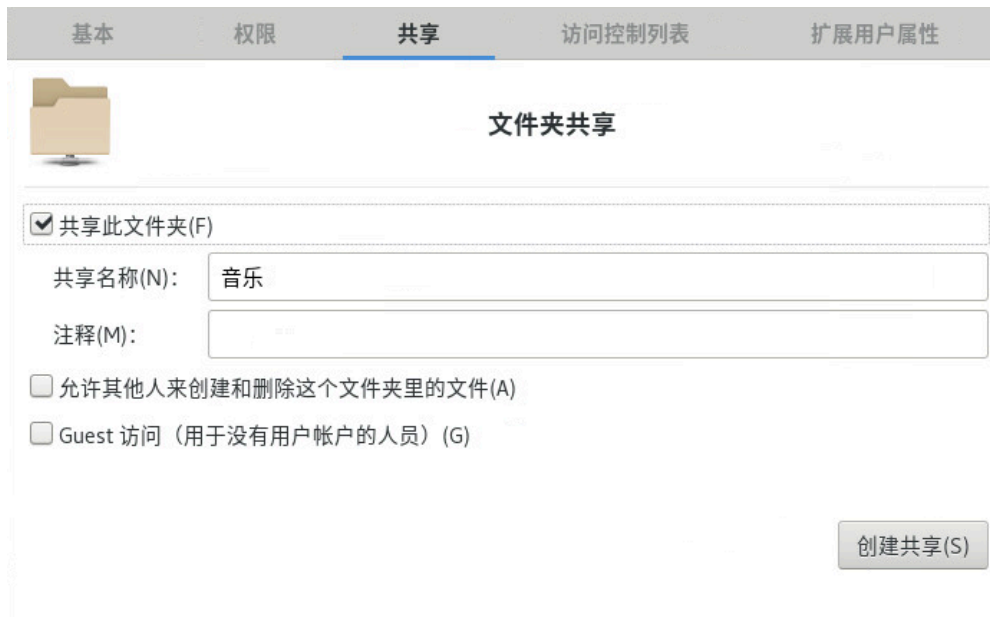 基本 权限 共享 访问控制列表 扩展用户属性
文件夹共享
共享此文件夹(F)
共享名称(N)： 音乐
注释(M)：
允许其他人来创建和删除这个文件夹里的文件(A)
Guest 访问（用于没有用户帐户的人员）(G)
创建共享(S)